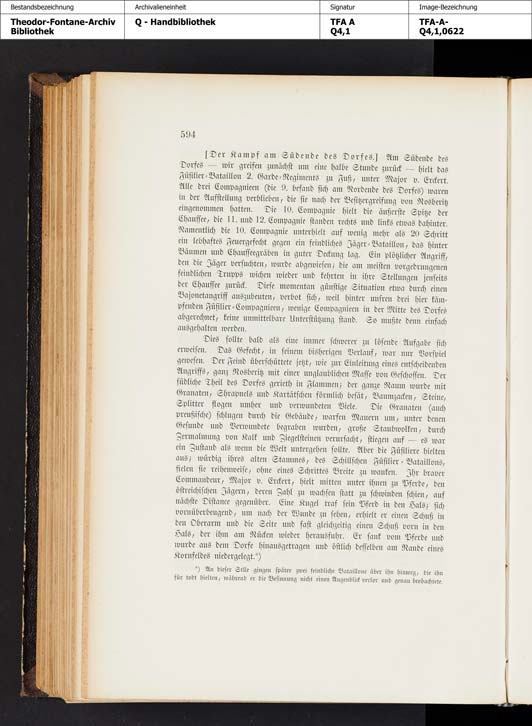 Bestandsbezeichnung
Archivalieneinheit
Signatur
Image-Bezeichnung
Theodor-Fontane-Archiv
Bibliothek
Q - Handbibliothek
TFA A
Q4,1
TFA-A-
Q4,1,0622
594
[Der Kampf am Südende des Dorfes.] Am Südende des
Dorfes — wir greifen zunächst um eine halbe Stunde zurück — hielt das
Füsilier-Bataillon 2. Garde-Regiments zu Fuß, unter Major v. Erckert.
Alle drei Compagnieen (die 9. befand sich am Nordende des Dorfes) waren
in der Aufstellung verblieben, die sie nach der Besitzergreifung von Rosberitz
eingenommen hatten. Die 10. Compagnie hielt die äußerste Spitze der
Chaussee, die 11. und 12. Compagnie standen rechts und links etwas dahinter.
Namentlich die 10. Compagnie unterhielt auf wenig mehr als 20 Schritt
ein lebhaftes Feuergefecht gegen ein feindliches Jäger-Bataillon, das hinter
Bäumen und Chausseegräben in guter Deckung lag. Ein plötzlicher Angriff,
den die Jäger versuchten, wurde abgewiesen; die am meisten vorgedrungenen
feindlichen Trupps wichen wieder und kehrten in ihre Stellungen jenseits
der Chaussee zurück. Diese momentan günstige Situation etwa durch einen
Bajonetangriff auszubeuten, verbot sich, weil hinter unsren drei hier käm-
pfenden Füsilier-Compagnieen, wenige Compagnieen in der Mitte des Dorfes
abgerechnet, keine unmittelbare Unterstützung stand. So mußte denn einfach
ausgehalten werden.
Dies sollte bald als eine immer schwerer zu lösende Aufgabe sich
erweisen. Das Gefecht, in seinem bisherigen Verlauf, war nur Vorspiel
gewesen. Der Feind überschüttete jetzt, wie zur Einleitung eines entscheidenden
Angriffs, ganz Rosberitz mit einer unglaublichen Masse von Geschossen. Der
südliche Theil des Dorfes gerieth in Flammen; der ganze Raum wurde mit
Granaten, Shrapnels und Kartätschen förmlich besät, Baumzacken, Steine,
Splitter flogen umher und verwundeten Viele. Die Granaten (auch
preußische) schlugen durch die Gebäude, warfen Mauern um, unter denen
Gesunde und Verwundete begraben wurden, große Staubwolken, durch
Zermalmung von Kalk und Ziegelsteinen verursacht, stiegen auf — es war
ein Zustand als wenn die Welt untergehen sollte. Aber die Füsiliere hielten
aus; würdig ihres alten Stammes, des Schillschen Füsilier-Bataillons,
fielen sie reihenweise, ohne eines Schrittes Breite zu wanken. Ihr braver
Commandeur, Major v. Erckert, hielt mitten unter ihnen zu Pferde, den
östreichischen Jägern, deren Zahl zu wachsen statt zu schwinden schien, auf
nächste Distance gegenüber. Eine Kugel traf sein Pferd in den Hals; sich
vornüberbeugend, um nach der Wunde zu sehen, erhielt er einen Schuß in
den Oberarm und die Seite und fast gleichzeitig einen Schuß vorn in den
Hals, der ihm am Rücken wieder herausfuhr. Er sank vom Pferde und
wurde aus dem Dorfe hinausgetragen und östlich desselben am Rande eines
Kornfeldes niedergelegt.*)
*) An dieser Stelle gingen später zwei feindliche Bataillone über ihn hinweg, die ihn
für todt hielten, während er die Besinnung nicht einen Augenblick verlor und genau beobachtete.